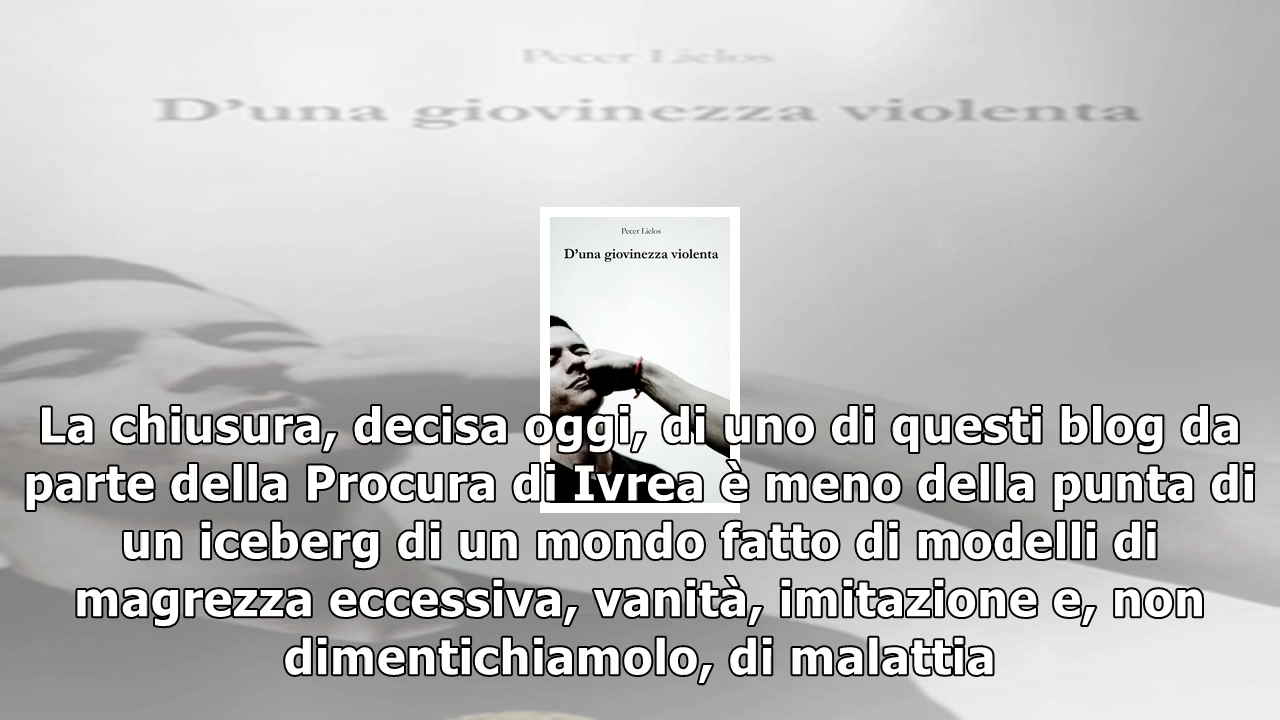 Pecer Lielos
D'una giovinezza violenta
Pecer Lielos
D'una giovinezza violenta
La chiusura, decisa oggi, di uno di questi blog da
parte della Procura di Ivrea è meno della punta di
un iceberg di un mondo fatto di modelli di
magrezza eccessiva, vanità, imitazione e, non
dimentichiamolo, di malattia